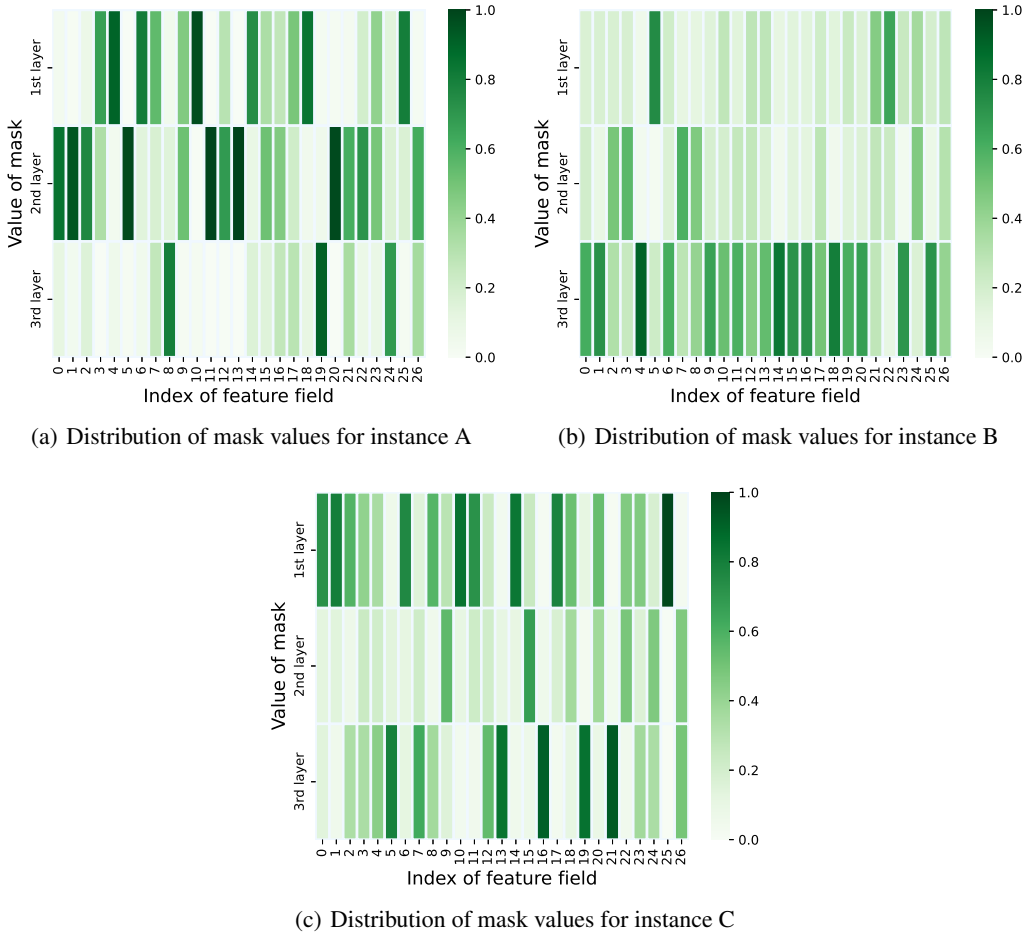 1st layer
2nd layer
3rd layer
Value of mask
0 1 2 3 4 5 6 7 8 9 10 11 12 13 14 15 16 17 18 19 20 21 22 23 24 25 26
Index of feature field
1.0
0.8
0.6
0.4
0.2
0.0
(a) Distribution of mask values for instance A
1st layer
2nd layer
3rd layer
Value of mask
0 1 2 3 4 5 6 7 8 9 10 11 12 13 14 15 16 17 18 19 20 21 22 23 24 25 26
Index of feature field
1.0
0.8
0.6
0.4
0.2
0.0
(b) Distribution of mask values for instance B
1st layer
2nd layer
3rd layer
Value of mask
0 1 2 3 4 5 6 7 8 9 10 11 12 13 14 15 16 17 18 19 20 21 22 23 24 25 26
Index of feature field
1.0
0.8
0.6
0.4
0.2
0.0
(c) Distribution of mask values for instance C